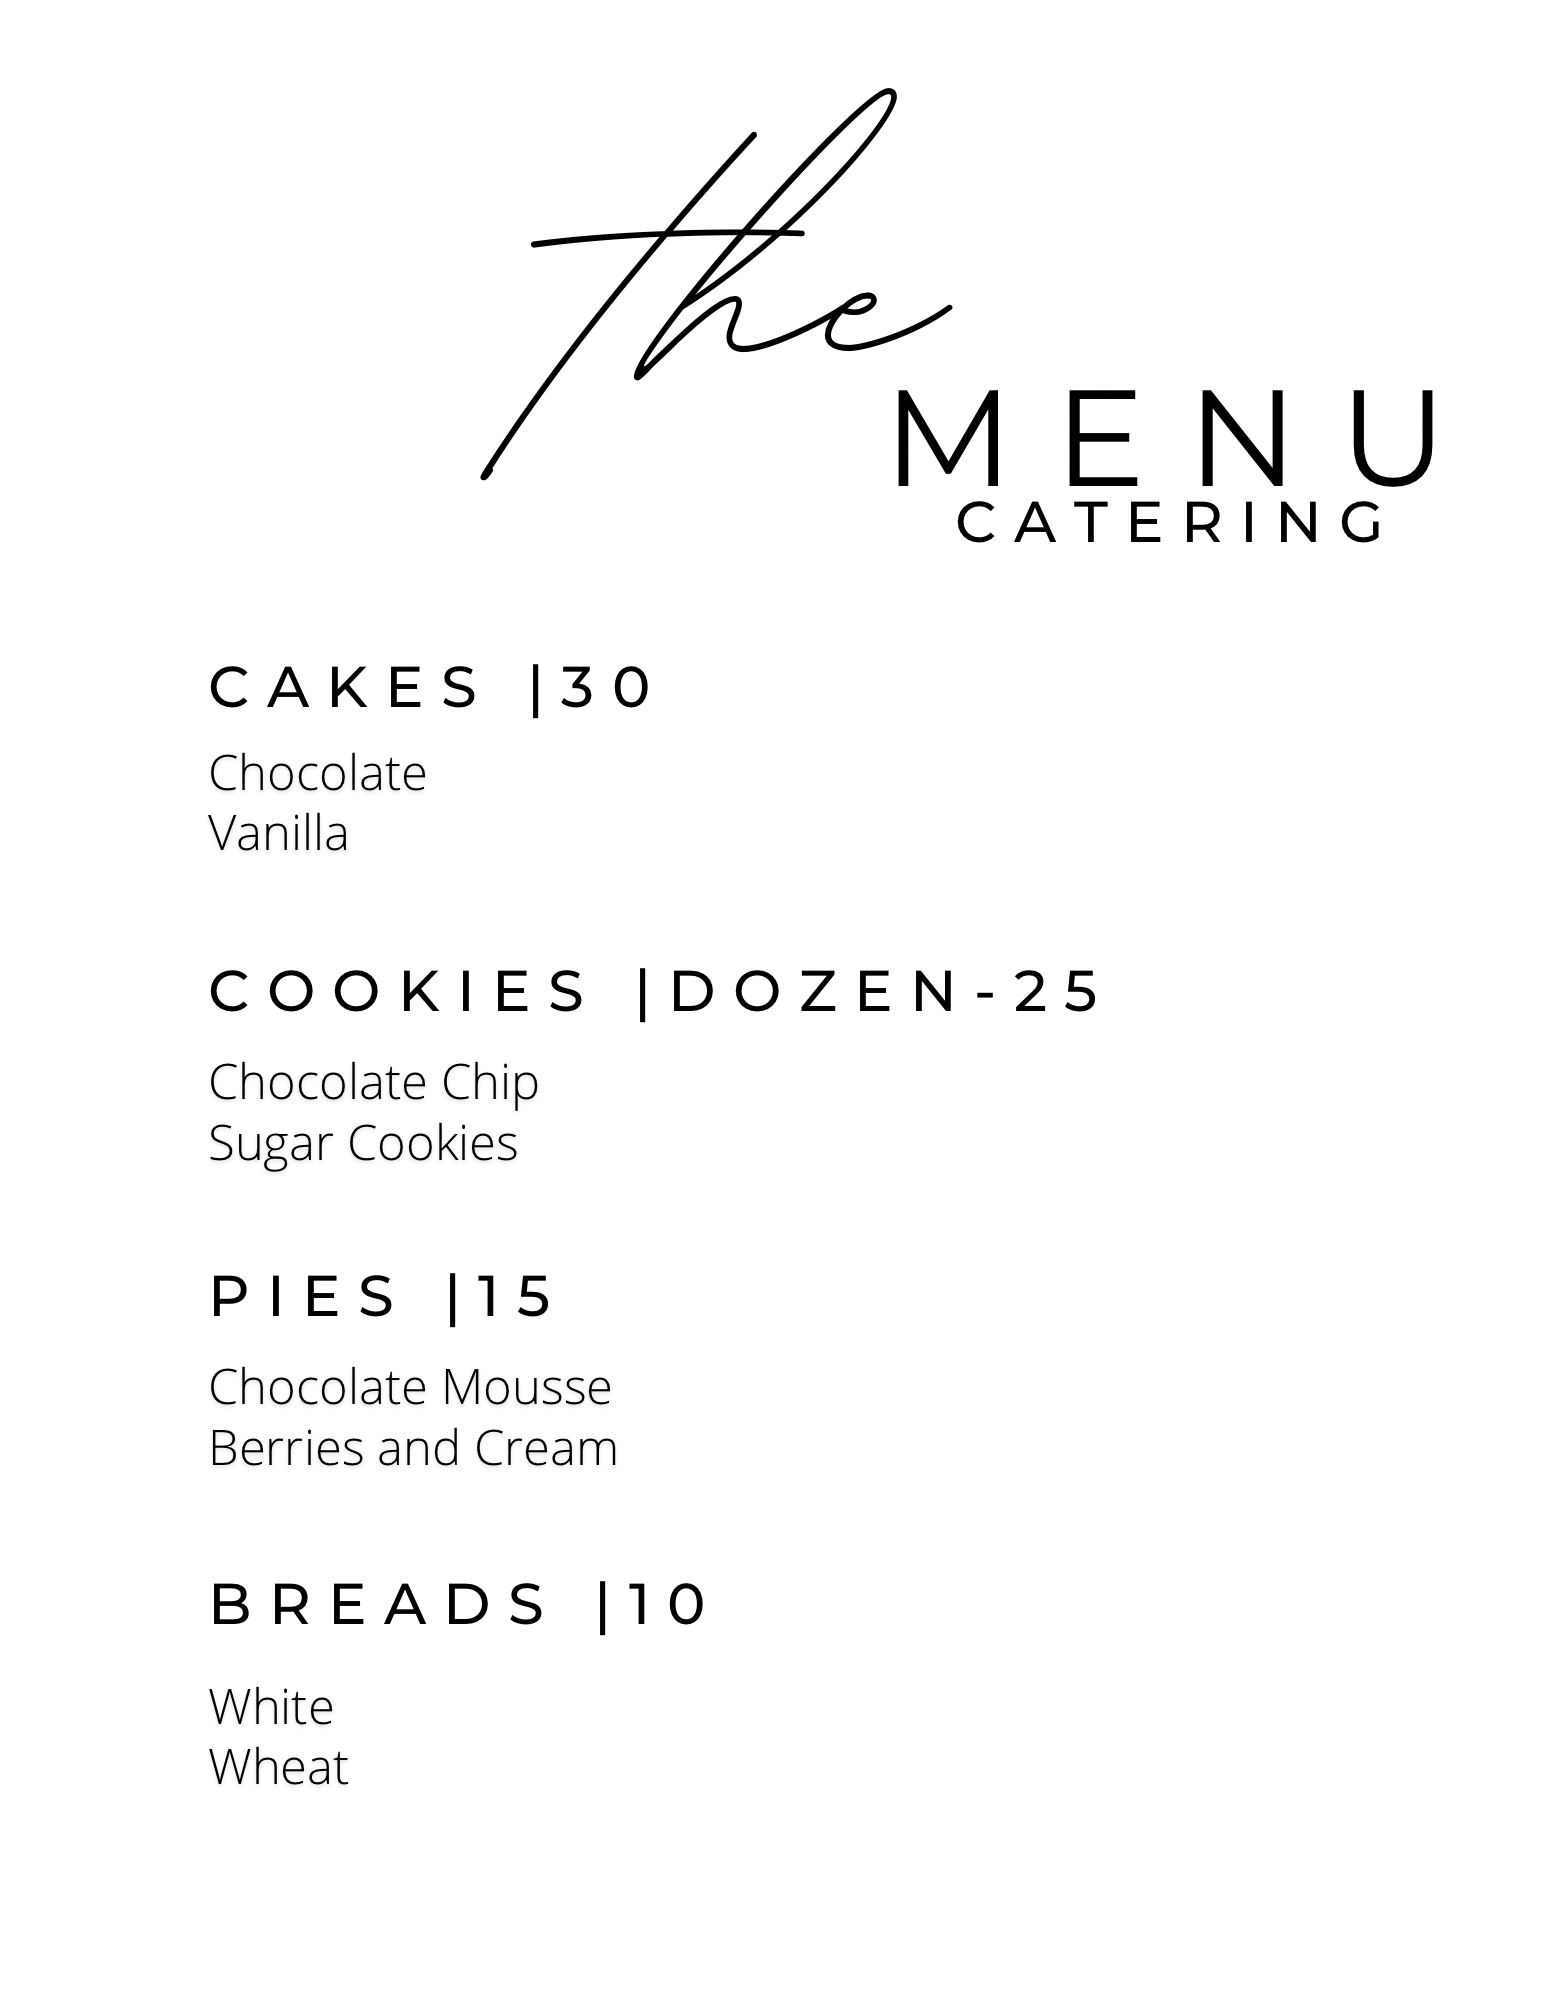 the
MENU
CATERING
CAKES |30
Chocolate
Vanilla
COOKIES |DOZEN-25
Chocolate Chip
Sugar Cookies
PIES |15
Chocolate Mousse
Berries and Cream
BREADS |10
White
Wheat